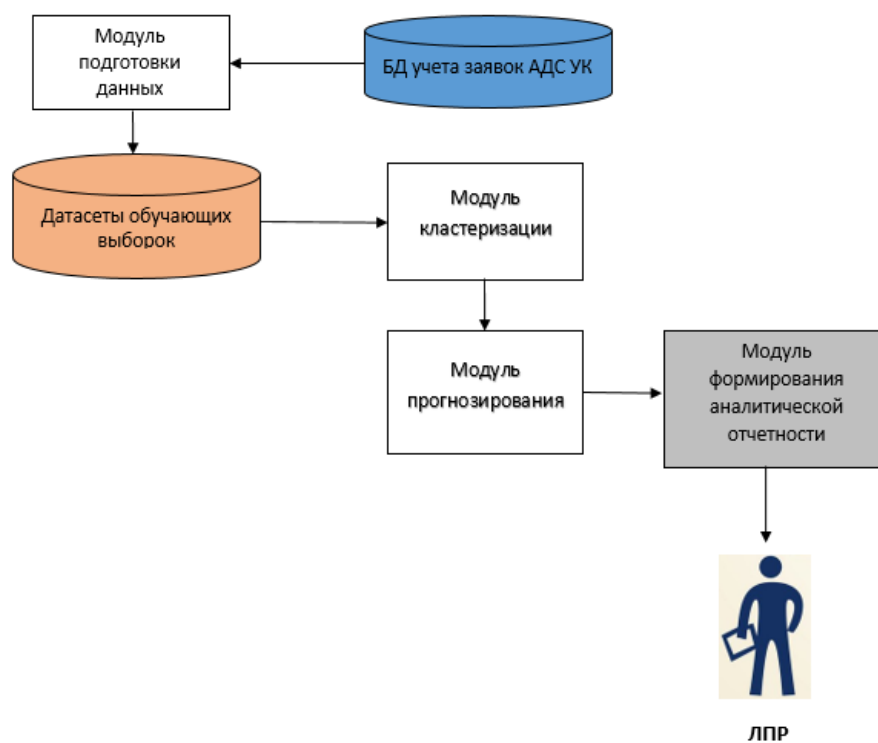 Модуль
подготовки
данных
БД учета заявок АДС УК
Датасеты обучающих
выборок
Модуль
кластеризации
Модуль
прогнозирования
Модуль
формирования
аналитической
отчетности
ЛПР